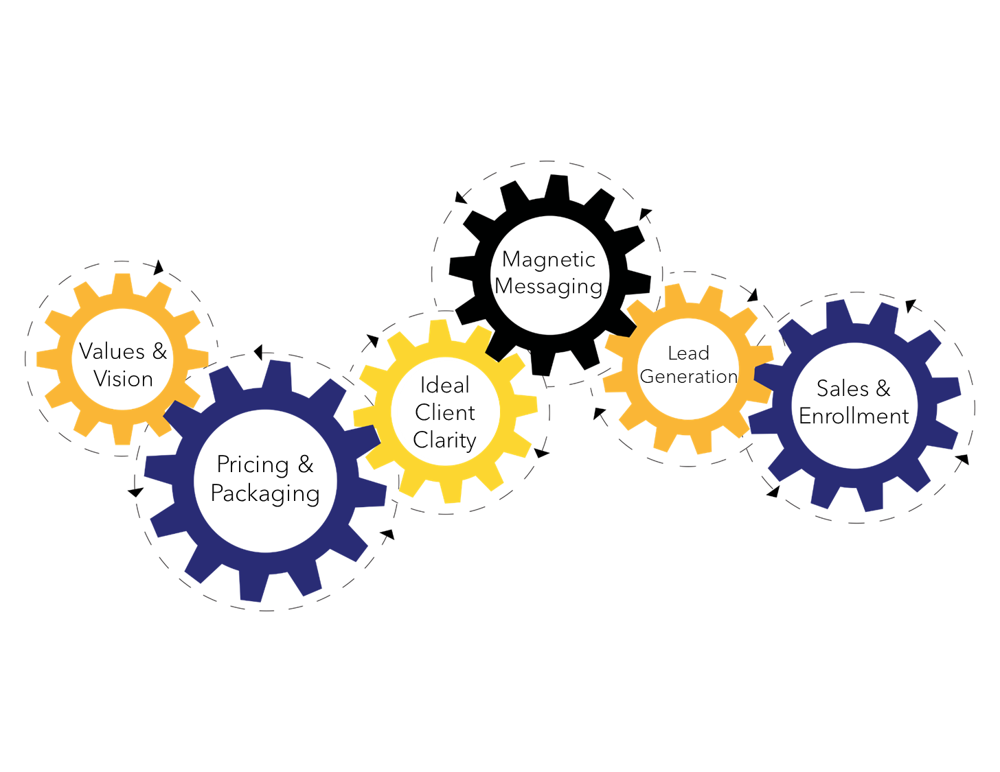 Values &
Vision
Pricing &
Packaging
Ideal
Client
Clarity
Magnetic
Messaging
Lead
Generation
Sales &
Enrollment